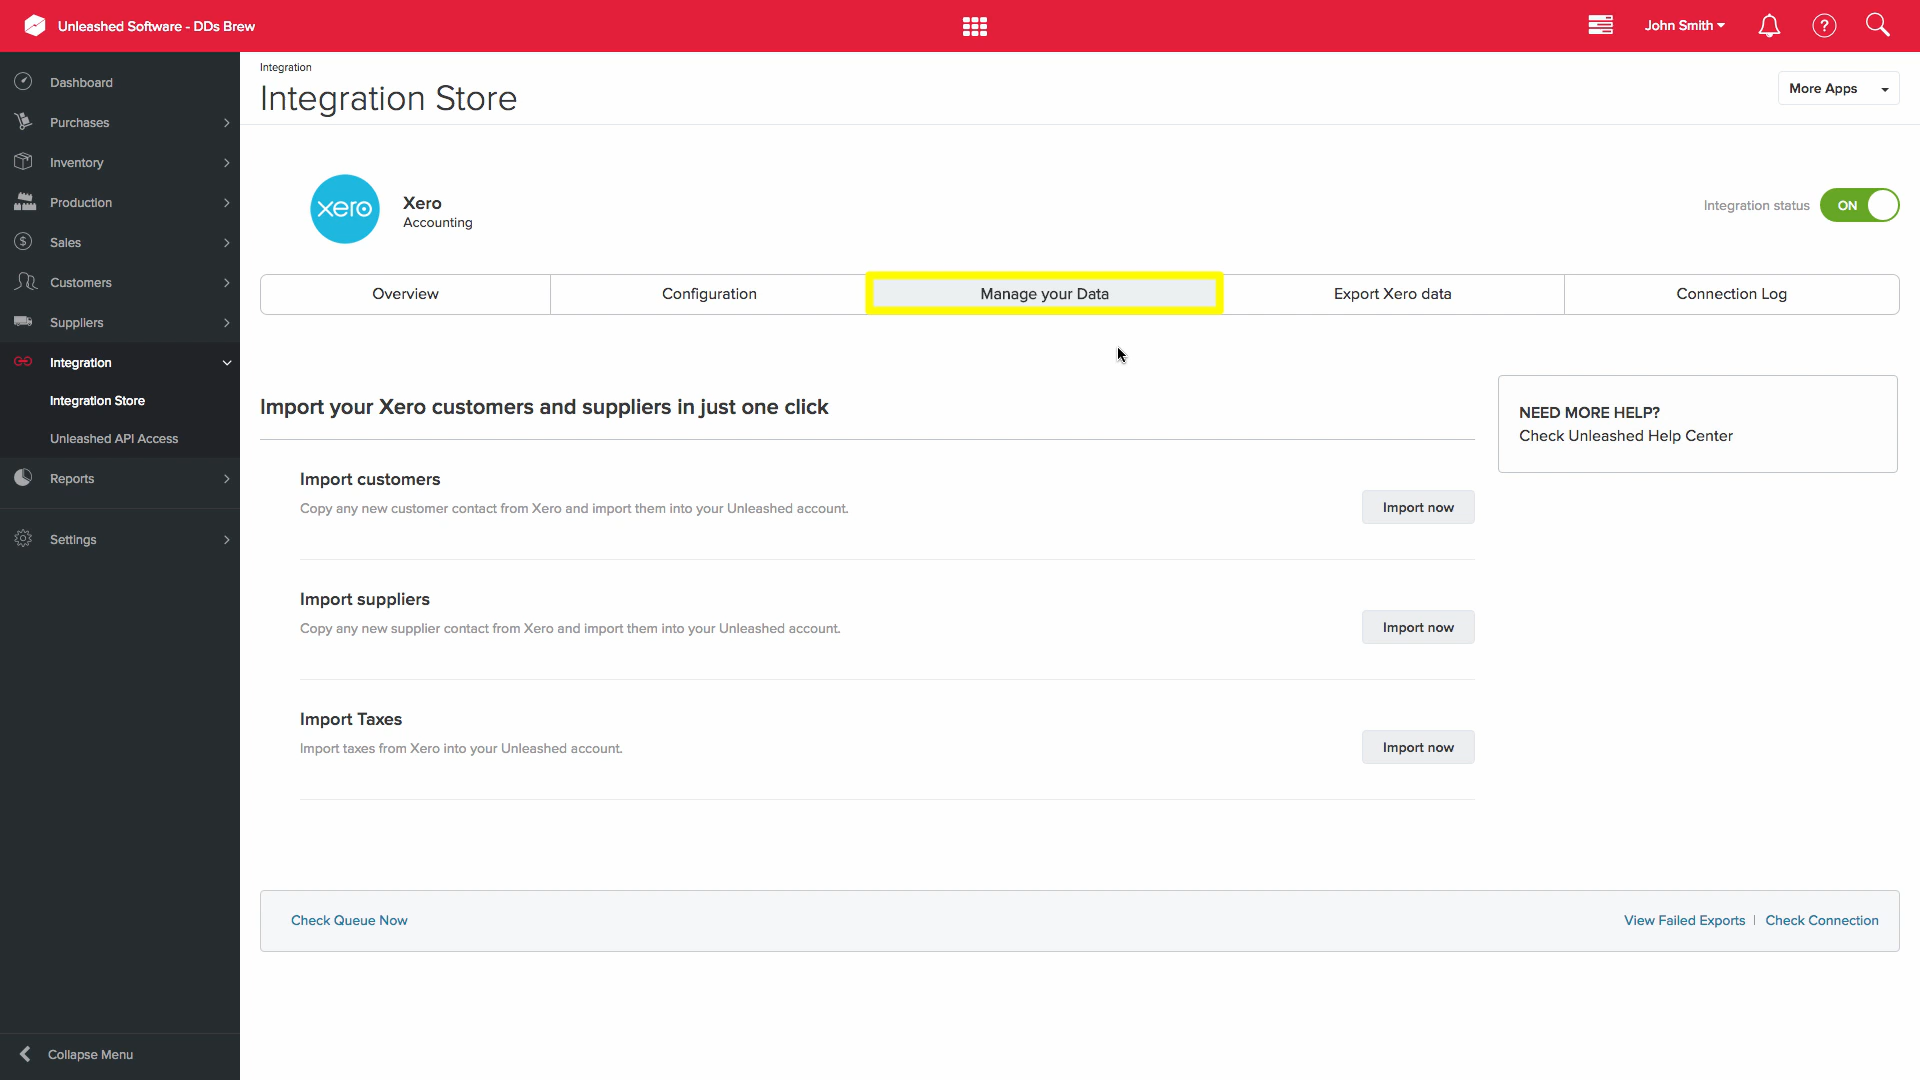 Unleashed Software - DDs Brew
John Smith
?
Dashboard
Purchases
Inventory
Production
$
Sales
Customers
Suppliers
Integration
Integration Store
Unleashed API Access
Reports
Settings
Collapse Menu
Integration
Integration Store
More Apps
xero
Xero
Accounting
Integration status
ON
Overview
Configuration
Manage your Data
Export Xero data
Connection Log
Import your Xero customers and suppliers in just one click
Import customers
Copy any new customer contact from Xero and import them into your Unleashed account.
Import now
Import suppliers
Copy any new supplier contact from Xero and import them into your Unleashed account.
Import now
Import Taxes
Import taxes from Xero into your Unleashed account.
Import now
NEED MORE HELP?
Check Unleashed Help Center
Check Queue Now
View Failed Exports | Check Connection